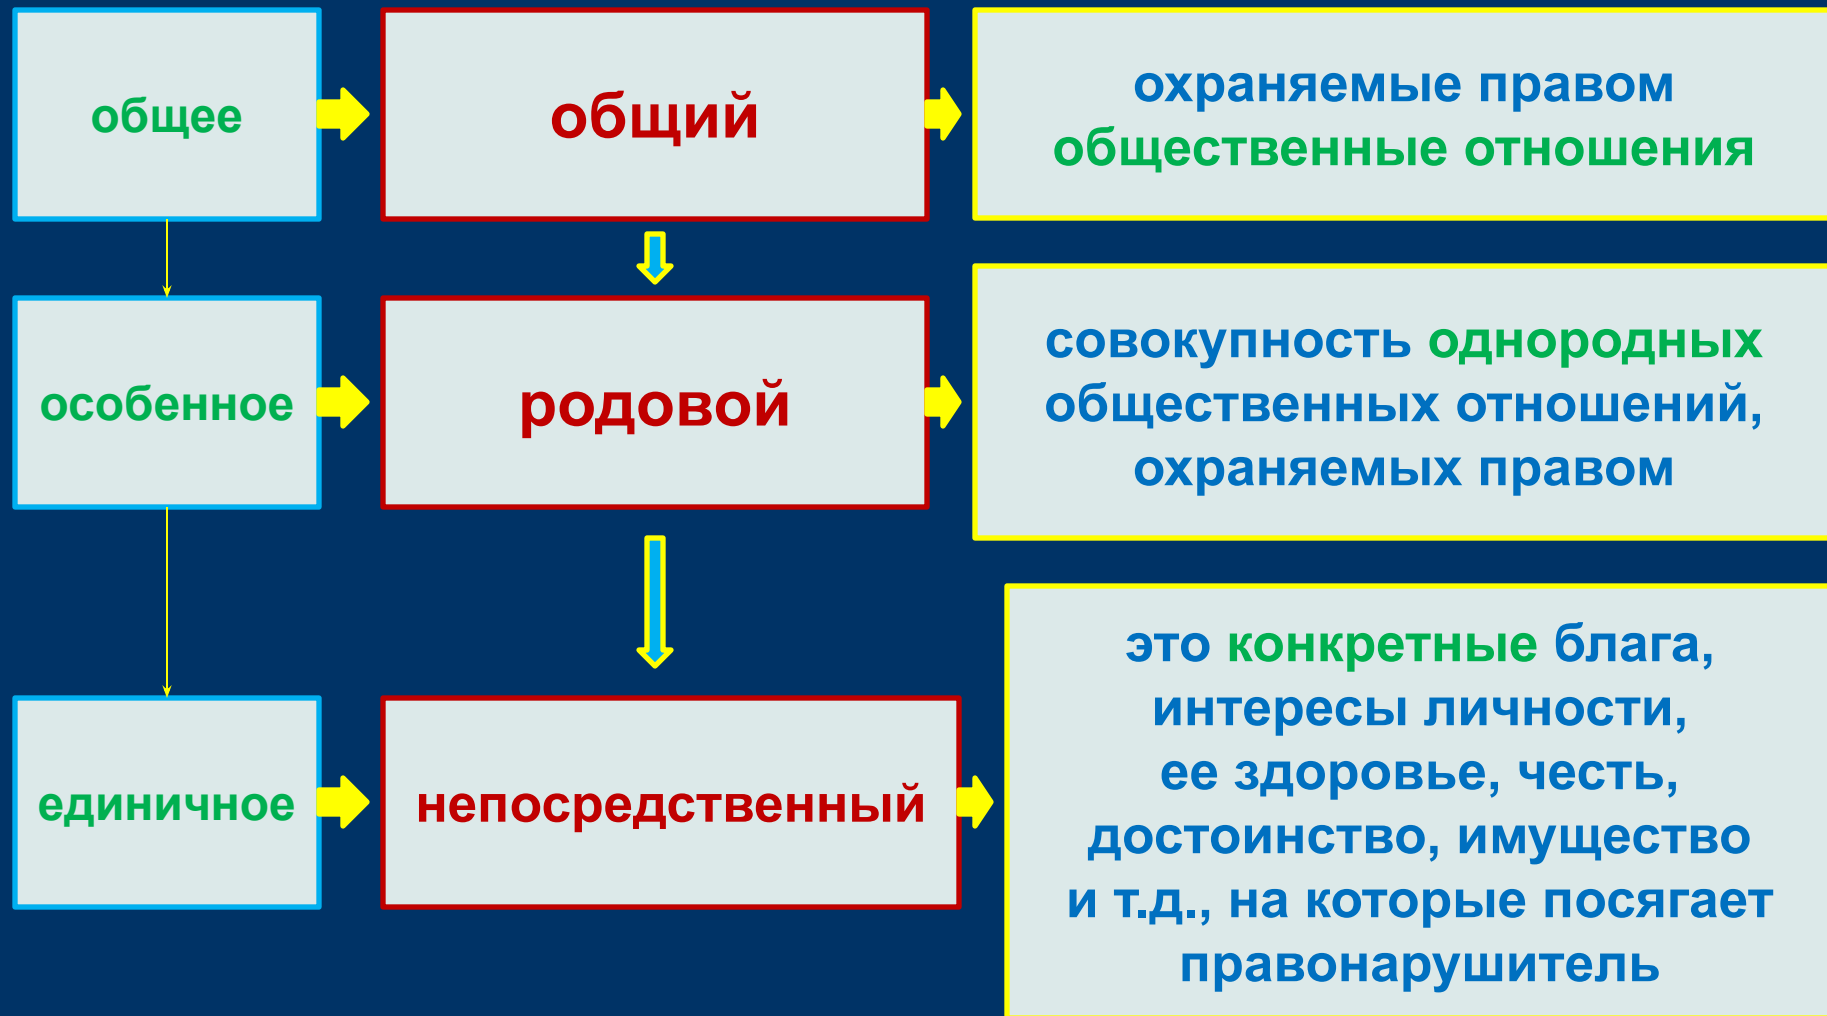 общее
общий
охраняемые правом
общественные отношения
особенное
родовой
совокупность однородных
общественных отношений,
охраняемых правом
единичное
непосредственный
это конкретные блага,
интересы личности,
ее здоровье, честь,
достоинство, имущество
и т.д., на которые посягает
правонарушитель